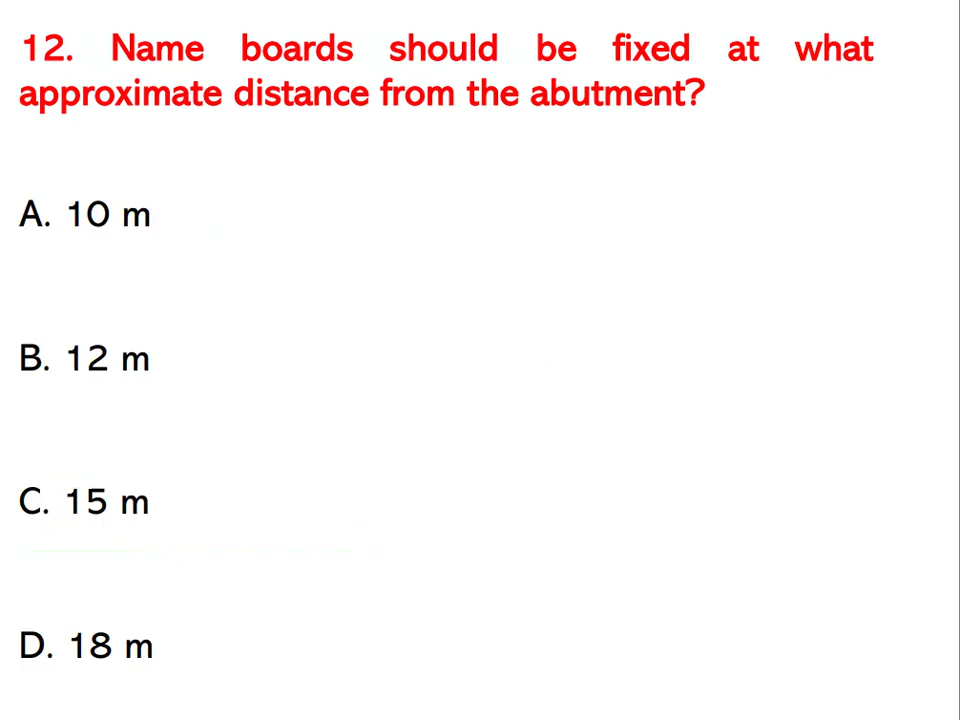 12. Name boards should be fixed at what
approximate distance from the abutment?
A. 10 m
B. 12 m
C. 15 m
D. 18 m